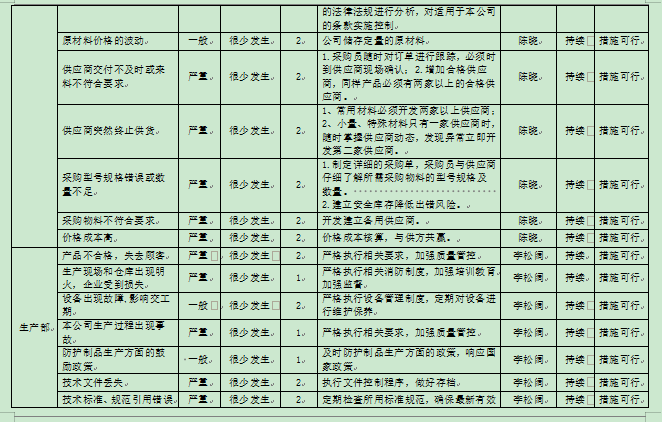 的法律法规进行分析，对适用于本公司
的条款实施控制
原材料价格的波动 一般 很少发生 2 公司储存定量的原材料 陈晓 持续 措施可行
供应商交付不及时或来
料不符合要求 严重 很少发生 2 1.采购员随时对订单进行跟踪，必须时
到供应商现场确认；2.增加合格供应
商，同样产品必须有两家以上的合格供
应商。 陈晓 持续 措施可行
供应商突然终止供货 严重 很少发生 2 1、常用材料必须开发两家以上供应商；
2、小量、特殊材料只有一家供应商时，
随时掌握供应商动态，发现异常立即开
发第二家供应商。 陈晓 持续 措施可行
采购型号规格错误或数
量不足 严重 很少发生 2 1.制定详细的采购单，采购员与供应商
仔细了解所需采购物料的型号规格及
数量。
2.建立安全库存降低出错风险。 陈晓 持续 措施可行
采购物料不符合要求 严重 很少发生 2 开发建立备用供应商。 陈晓 持续 措施可行
价格成本高 严重 很少发生 2 价格成本核算，与供方共赢。 陈晓 持续 措施可行
生产部
产品不合格，失去顾客 严重 很少发生 2 严格执行相关要求，加强质量管控 李松阁 持续 措施可行
生产现场和仓库出现明
火，企业受到损失 严重 很少发生 1 严格执行相关消防制度，加强培训教育，
加强监督 李松阁 持续 措施可行
设备出现故障,影响交工
期 一般 很少发生 2 严格执行设备管理制度，定期对设备进
行维护保养 李松阁 持续 措施可行
本公司生产过程出现事
故 严重 很少发生 1 严格执行相关要求，加强质量管控 李松阁 持续 措施可行
防护制品生产方面的鼓
励政策 一般 很少发生 1 及时防护制品生产方面的政策，响应国
家政策 李松阁 持续 措施可行
技术文件丢失 严重 很少发生 2 执行文件控制程序，做好存档 李松阁 持续 措施可行
技术标准、规范引用错误 严重 很少发生 2 定期检查所用标准规范，确保最新有效 李松阁 持续 措施可行